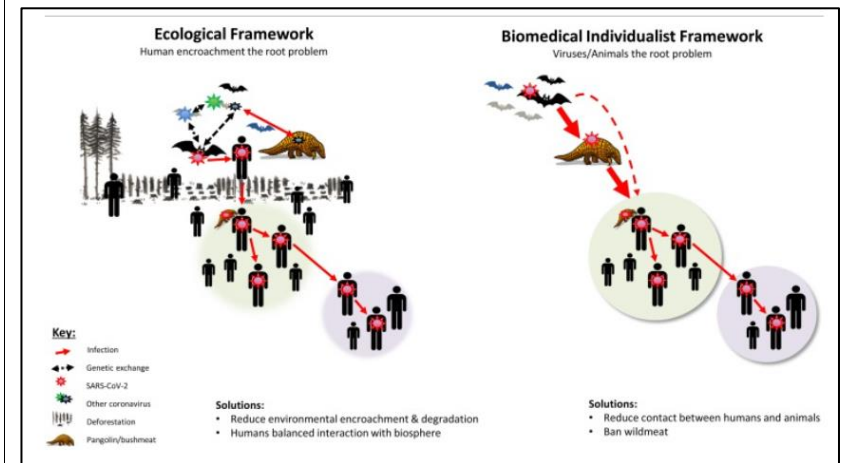 Ecological Framework
Human encroachment the root problem
Biomedical Individualist Framework
Viruses/Animals the root problem
Key:
Infection
Genetic exchange
SARS-CoV-2
Other coronavirus
Deforestation
Pangolin/bushmeat
Solutions:
• Reduce environmental encroachment & degradation
• Humans balanced interaction with biosphere
Solutions:
• Reduce contact between humans and animals
• Ban wildmeat